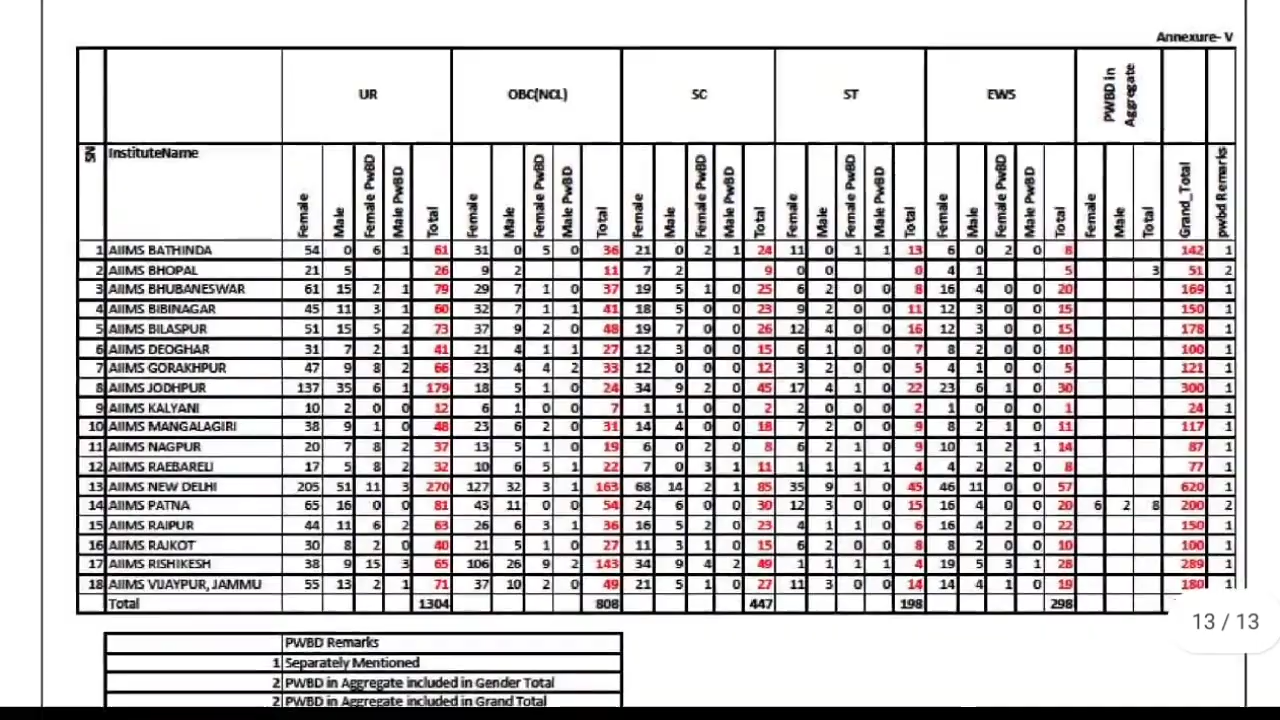 Annexure- V
UR OBC(NCL) SC ST EWS PWBD in Aggregate
SN InstituteName Female Male Female PwBD Male PwBD Total Female Male Female PwBD Male PwBD Total Female Male Female PwBD Male PwBD Total Female Male Female PwBD Male PwBD Total Female Male Female PwBD Male PwBD Total Female Male Total Grand_Total pwbd Remarks
1 AIIMS BATHINDA 54 0 6 1 61 31 0 5 0 36 21 0 2 1 24 11 0 1 1 13 6 0 2 0 8 142 1
2 AIIMS BHOPAL 21 5 26 9 2 11 7 2 9 0 0 0 4 1 5 3 51 2
3 AIIMS BHUBANESWAR 61 15 2 1 79 29 7 1 0 37 19 5 1 0 25 6 2 0 0 8 16 4 0 0 20 169 1
4 AIIMS BIBINAGAR 45 11 3 1 60 32 7 1 1 41 18 5 0 0 23 9 2 0 0 11 12 3 0 0 15 150 1
5 AIIMS BILASPUR 51 15 5 2 73 37 9 2 0 48 19 7 0 0 26 12 4 0 0 16 12 3 0 0 15 178 1
6 AIIMS DEOGHAR 31 7 2 1 41 21 4 1 1 27 12 3 0 0 15 6 1 0 0 7 8 2 0 0 10 100 1
7 AIIMS GORAKHPUR 47 9 8 2 66 23 4 4 2 33 12 0 0 0 12 3 2 0 0 5 4 1 0 0 5 121 1
8 AIIMS JODHPUR 137 35 6 1 179 18 5 1 0 24 34 9 2 0 45 17 4 1 0 22 23 6 1 0 30 300 1
9 AIIMS KALYANI 10 2 0 0 12 6 1 0 0 7 1 1 0 0 2 2 0 0 0 2 1 0 0 0 1 24 1
10 AIIMS MANGALAGIRI 38 9 1 0 48 23 6 2 0 31 14 4 0 0 18 7 2 0 0 9 8 2 1 0 11 117 1
11 AIIMS NAGPUR 20 7 8 2 37 13 5 1 0 19 6 0 2 0 8 6 2 1 0 9 10 1 2 1 14 87 1
12 AIIMS RAEBARELI 17 5 8 2 32 10 6 5 1 22 7 0 3 1 11 1 1 1 1 4 4 2 2 0 8 77 1
13 AIIMS NEW DELHI 205 51 11 3 270 127 32 3 1 163 68 14 2 1 85 35 9 1 0 45 46 11 0 0 57 620 1
14 AIIMS PATNA 65 16 0 0 81 43 11 0 0 54 24 6 0 0 30 12 3 0 0 15 16 4 0 0 20 6 2 8 200 2
15 AIIMS RAIPUR 44 11 6 2 63 26 6 3 1 36 16 5 2 0 23 4 1 1 0 6 16 4 2 0 22 150 1
16 AIIMS RAJKOT 30 8 2 0 40 21 5 1 0 27 11 3 1 0 15 6 2 0 0 8 8 2 0 0 10 100 1
17 AIIMS RISHIKESH 38 9 15 3 65 106 26 9 2 143 34 9 4 2 49 1 1 1 1 4 19 5 3 1 28 289 1
18 AIIMS VIJAYPUR, JAMMU 55 13 2 1 71 37 10 2 0 49 21 5 1 0 27 11 3 0 0 14 14 4 1 0 19 180 1
Total 1304 808 447 198 298
13 / 13
PWBD Remarks
1 Separately Mentioned
2 PWBD in Aggregate included in Gender Total
2 PWBD in Aggregate included in Grand Total